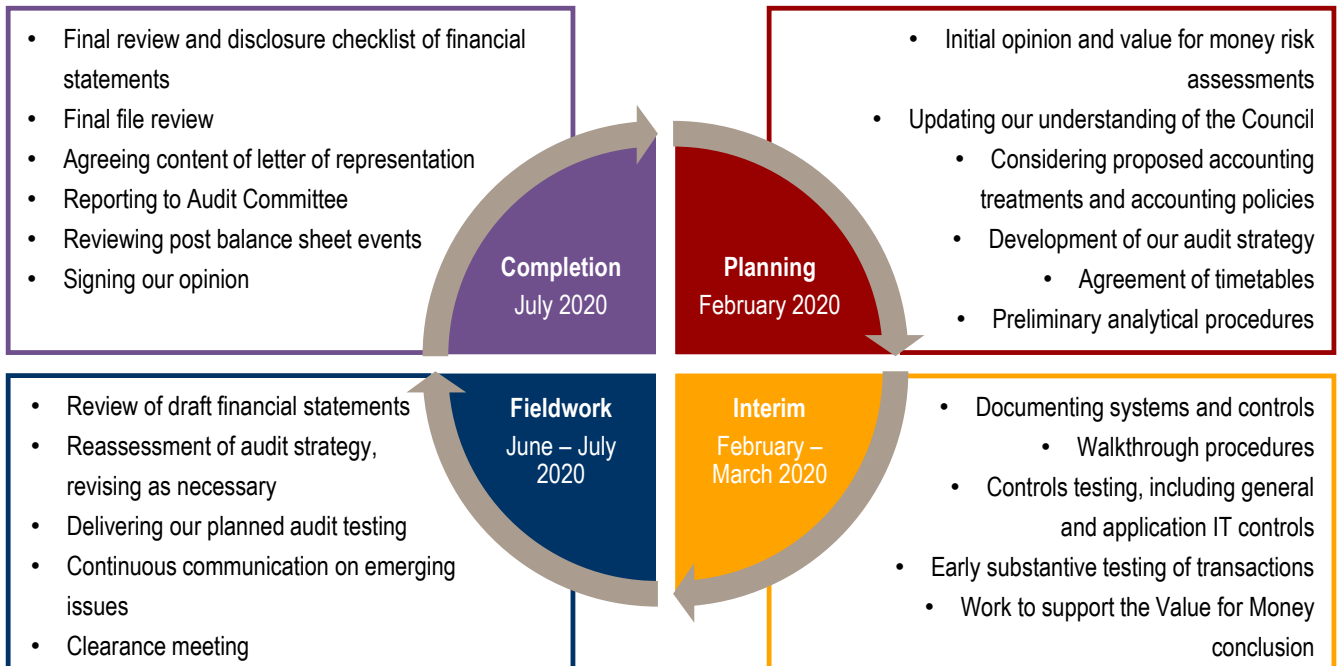 • Final review and disclosure checklist of financial
statements
• Final file review
• Agreeing content of letter of representation
• Reporting to Audit Committee
• Reviewing post balance sheet events
• Signing our opinion
Completion
July 2020
• Initial opinion and value for money risk
assessments
• Updating our understanding of the Council
• Considering proposed accounting
treatments and accounting policies
• Development of our audit strategy
• Agreement of timetables
• Preliminary analytical procedures
Planning
February 2020
• Review of draft financial statements
• Reassessment of audit strategy,
revising as necessary
• Delivering our planned audit testing
• Continuous communication on emerging
issues
• Clearance meeting
Fieldwork
June – July
2020
Interim
February –
March 2020
• Documenting systems and controls
• Walkthrough procedures
• Controls testing, including general
and application IT controls
• Early substantive testing of transactions
• Work to support the Value for Money
conclusion